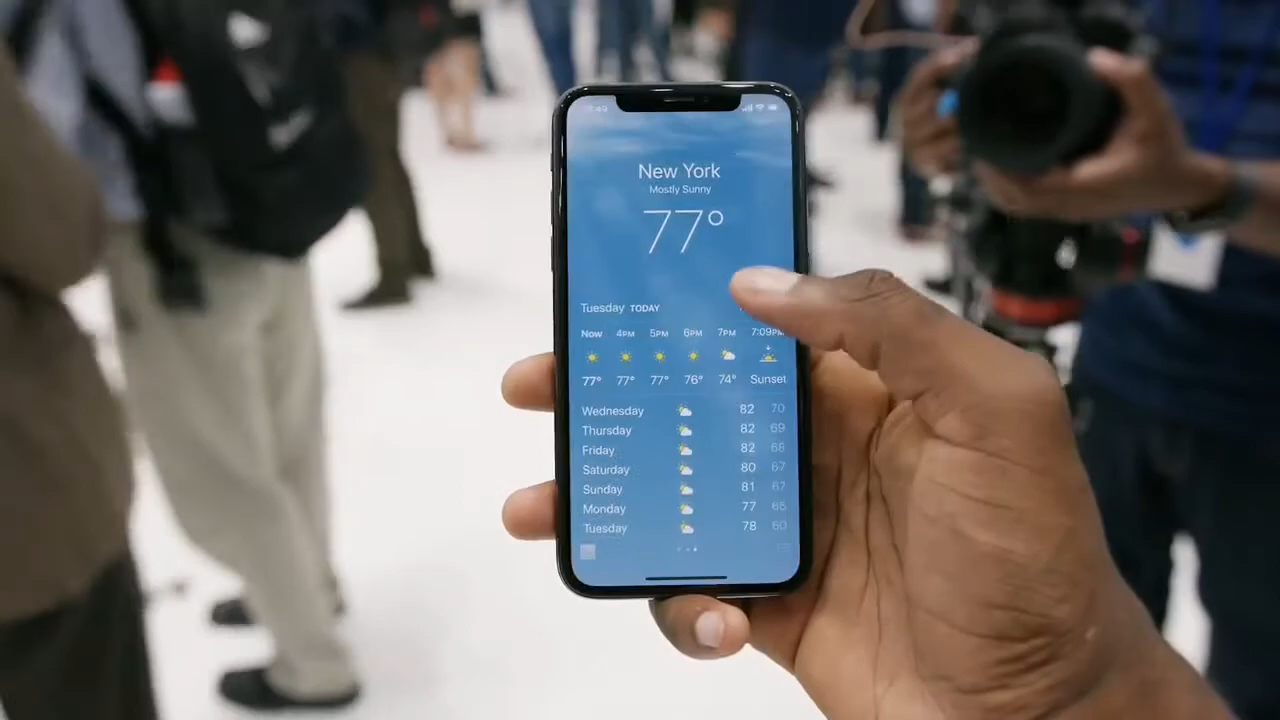 New York
Mostly Sunny
77°
Tuesday TODAY
Now 4PM 5PM 6PM 7PM 7:09PM
77° 77° 77° 76° 74° Sunset
Wednesday 82 70
Thursday 82 69
Friday 82 68
Saturday 80 67
Sunday 81 67
Monday 77 65
Tuesday 78 60